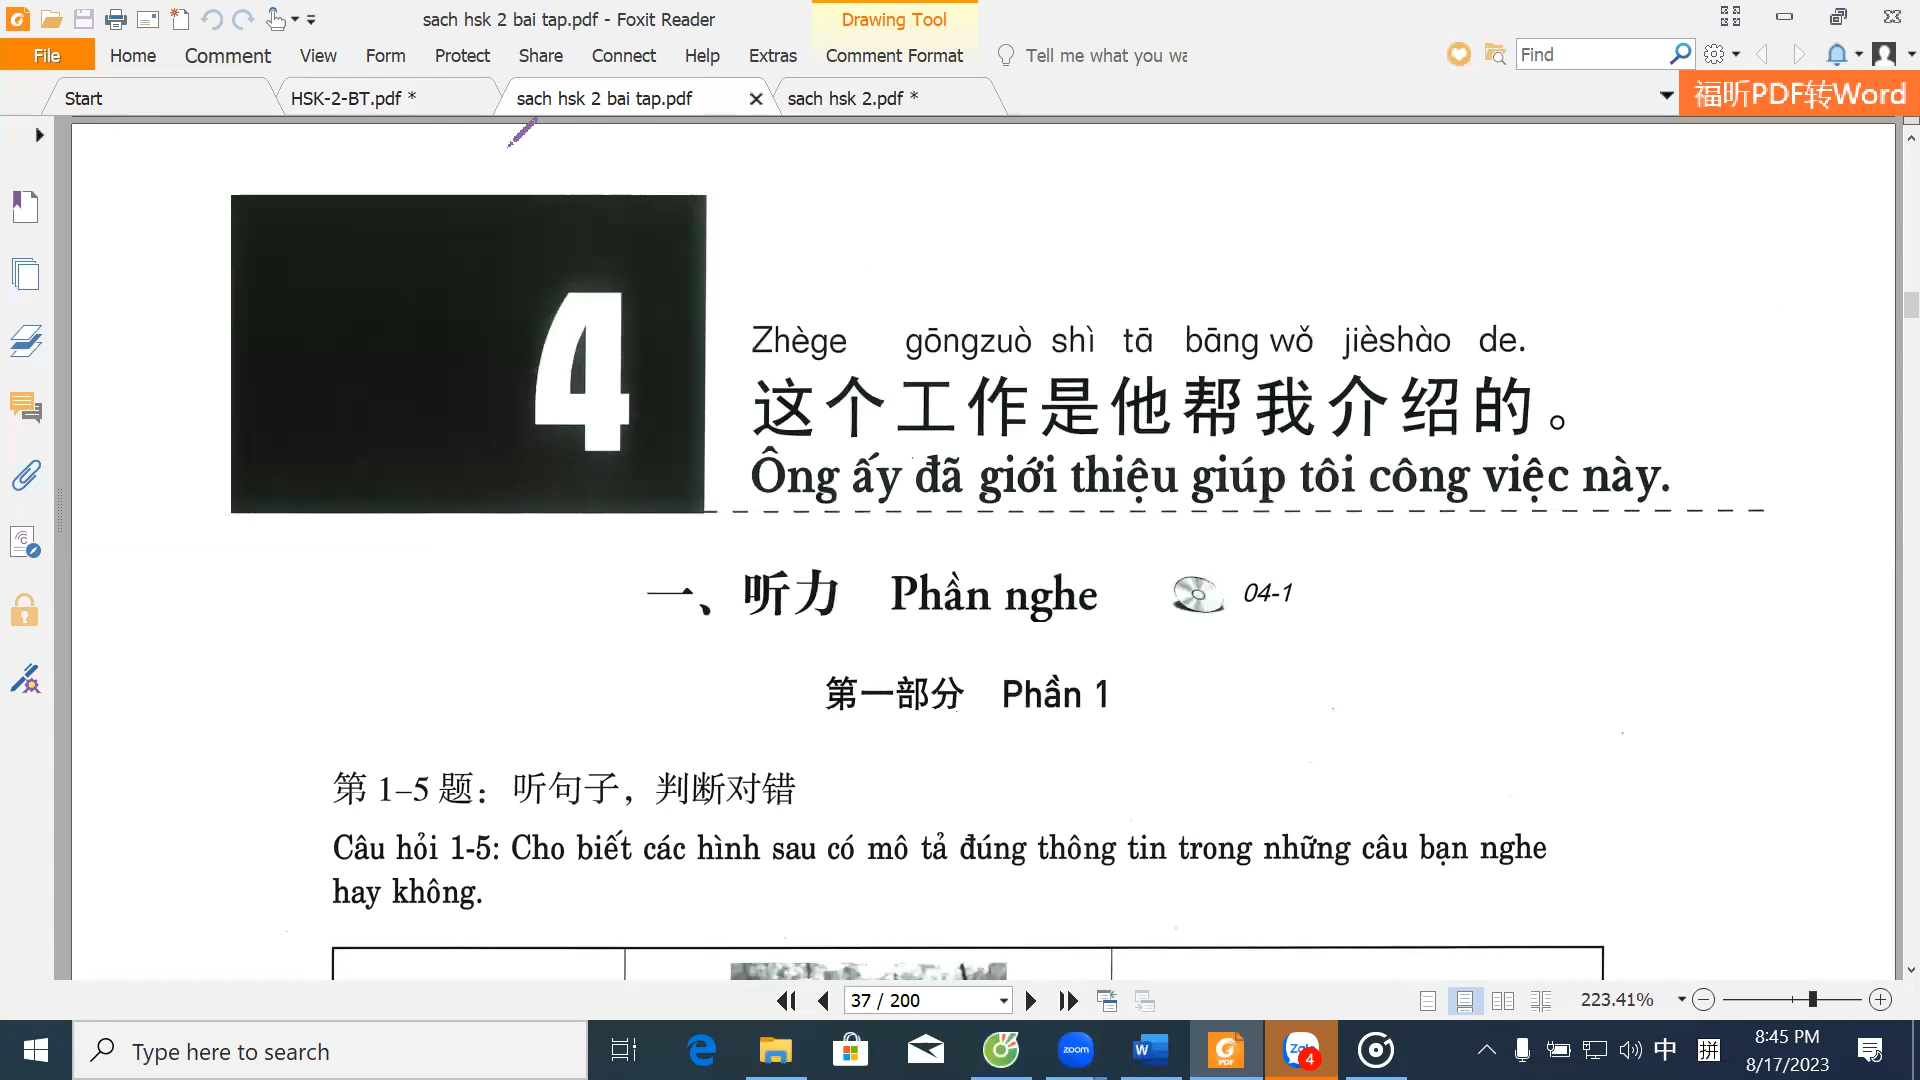 sach hsk 2 bai tap.pdf - Foxit Reader
Drawing Tool
File Home Comment View Form Protect Share Connect Help Extras Comment Format Tell me what you wa Find
Start HSK-2-BT.pdf * sach hsk 2 bai tap.pdf sach hsk 2.pdf * 福昕PDF转Word
4
Zhège gōngzuò shì tā bāng wǒ jièshào de.
这个工作是他帮我介绍的。
Ông ấy đã giới thiệu giúp tôi công việc này.
一、听力 Phần nghe 04-1
第一部分 Phần 1
第 1–5 题：听句子，判断对错
Câu hỏi 1-5: Cho biết các hình sau có mô tả đúng thông tin trong những câu bạn nghe
hay không.
37 / 200 223.41%
Type here to search zoom W PDF Zalo 4 中 拼 8:45 PM
8/17/2023